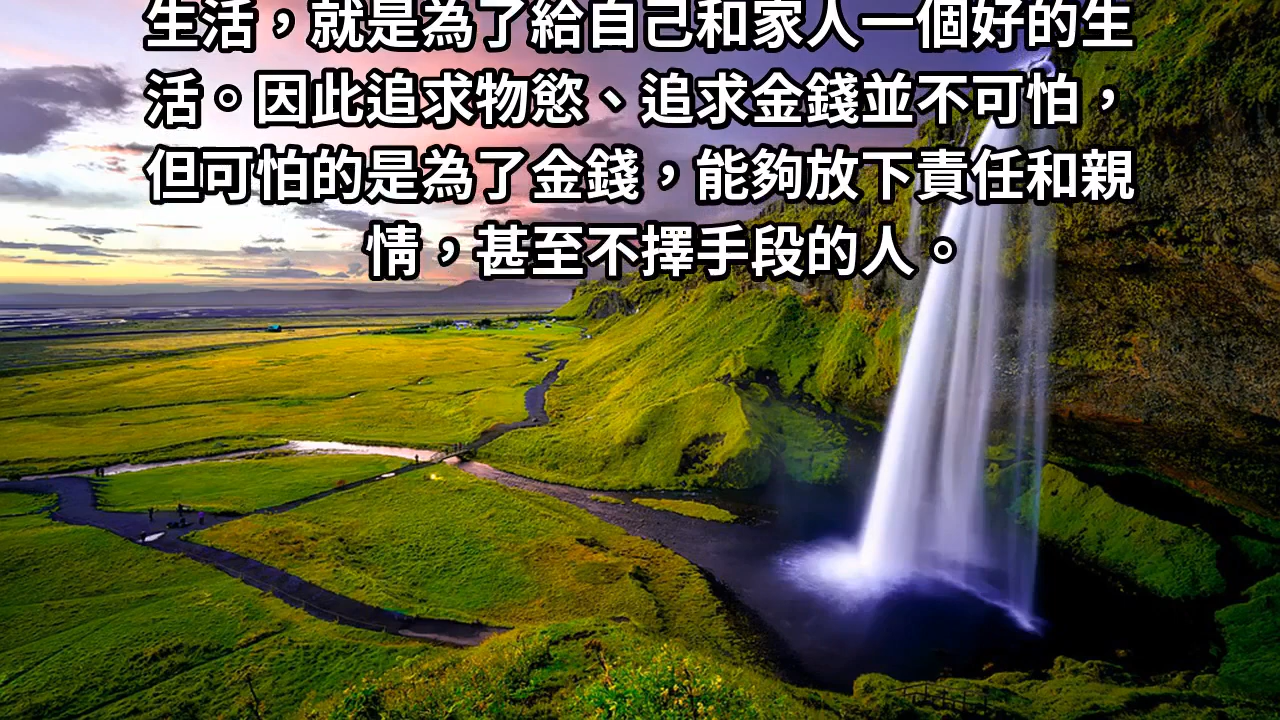 生活，就是為了給自己和家人一個好的生
活。因此追求物慾、追求金錢並不可怕，
但可怕的是為了金錢，能夠放下責任和親
情，甚至不擇手段的人。